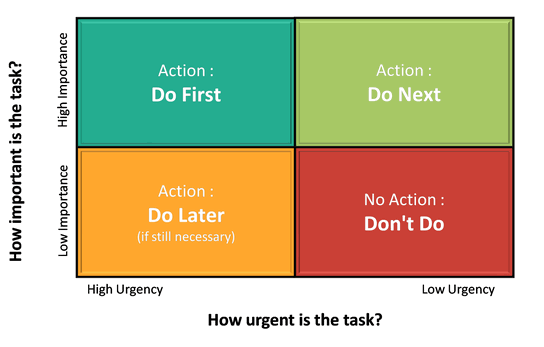 How important is the task?
High Importance
Low Importance
Action :
Do First
Action :
Do Next
Action :
Do Later
(if still necessary)
No Action :
Don't Do
High Urgency
Low Urgency
How urgent is the task?